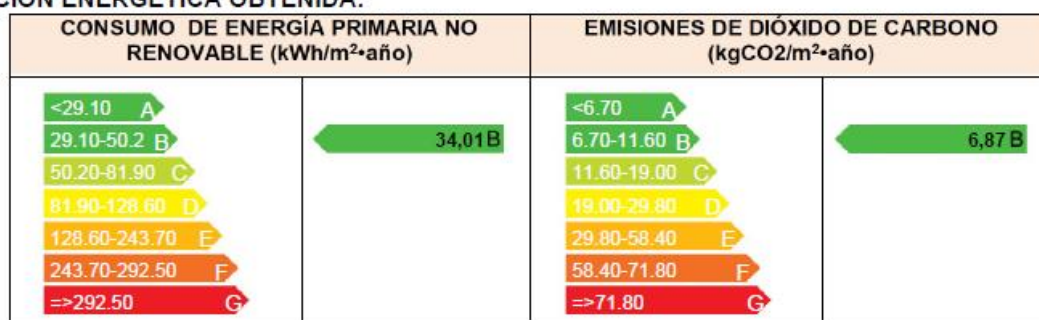 CIÓN ENERGÉTICA OBTENIDA:
CONSUMO DE ENERGÍA PRIMARIA NO
RENOVABLE (kWh/m²•año)
<29.10 A
29.10-50.2 B
50.20-81.90 C
81.90-128.60 D
128.60-243.70 E
243.70-292.50 F
=>292.50 G
34,01 B
EMISIONES DE DIÓXIDO DE CARBONO
(kgCO2/m²•año)
<6.70 A
6.70-11.60 B
11.60-19.00 C
19.00-29.80 D
29.80-58.40 E
58.40-71.80 F
=>71.80 G
6,87 B